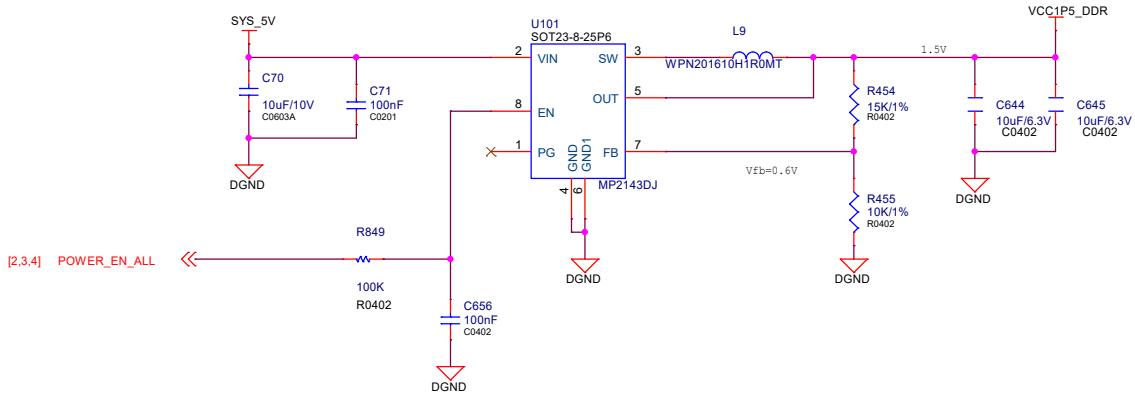 SYS_5V
VCC1P5_DDR
U101
SOT23-8-25P6
L9
WPN201610H1R0MT
1.5V
2
VIN
SW
3
C70
10uF/10V
C0603A
C71
100nF
C0201
OUT
5
R454
15K/1%
R0402
C644
10uF/6.3V
C0402
C645
10uF/6.3V
C0402
8
EN
1
PG
GND
GND1
FB
7
4
6
MP2143DJ
Vfb=0.6V
DGND
DGND
R455
10K/1%
R0402
R849
100K
R0402
[2,3,4] POWER_EN_ALL
DGND
DGND
C656
100nF
C0402
DGND